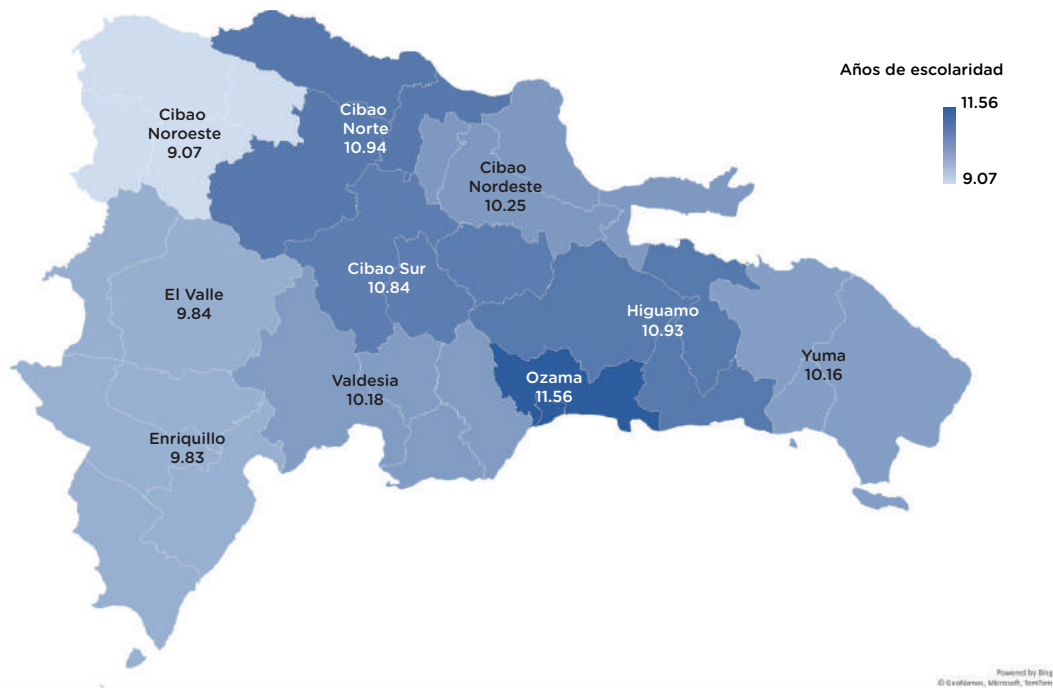 Años de escolaridad
11.56
9.07
Cibao
Noroeste
9.07
Cibao
Norte
10.94
Cibao
Nordeste
10.25
Cibao Sur
10.84
El Valle
9.84
Higuamo
10.93
Yuma
10.16
Ozama
11.56
Valdesia
10.18
Enriquillo
9.83
Powered by Bing
© GeoNames, Microsoft, TomTom